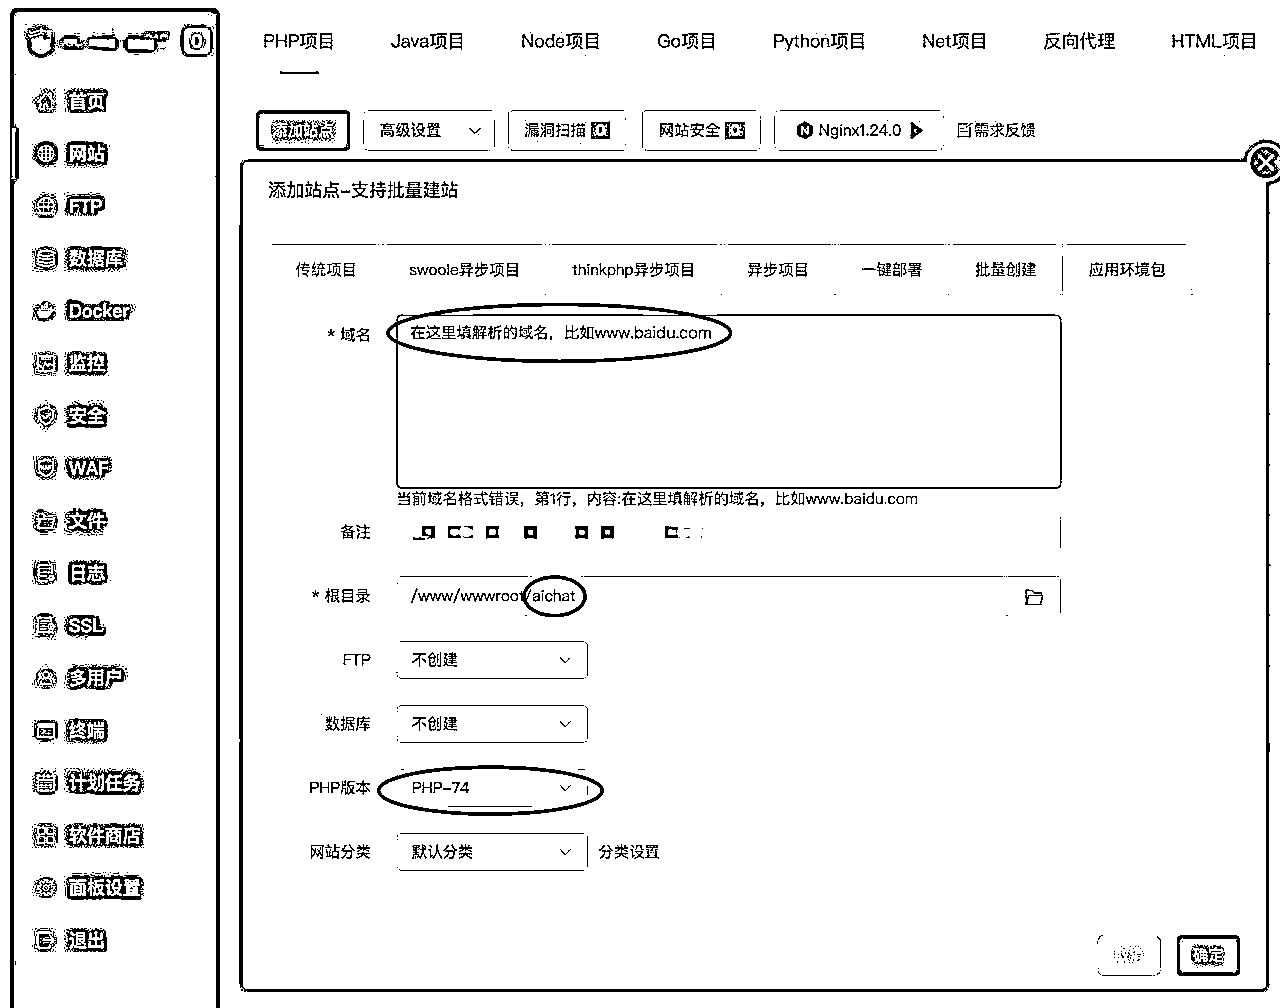 0
PHP项目 Java项目 Node项目 Go项目 Python项目 Net项目 反向代理 HTML项目
首页
网站
FTP
数据库
Docker
监控
安全
WAF
文件
日志
SSL
多用户
终端
计划任务
软件商店
面板设置
退出
添加站点 高级设置 漏洞扫描 网站安全 Nginx1.24.0 需求反馈
添加站点-支持批量建站
传统项目 swoole异步项目 thinkphp异步项目 异步项目 一键部署 批量创建 应用环境包
* 域名 在这里填解析的域名，比如www.baidu.com
当前域名格式错误，第1行，内容:在这里填解析的域名，比如www.baidu.com
备注
* 根目录 /www/wwwroot/aichat
FTP 不创建
数据库 不创建
PHP版本 PHP-74
网站分类 默认分类 分类设置
确定